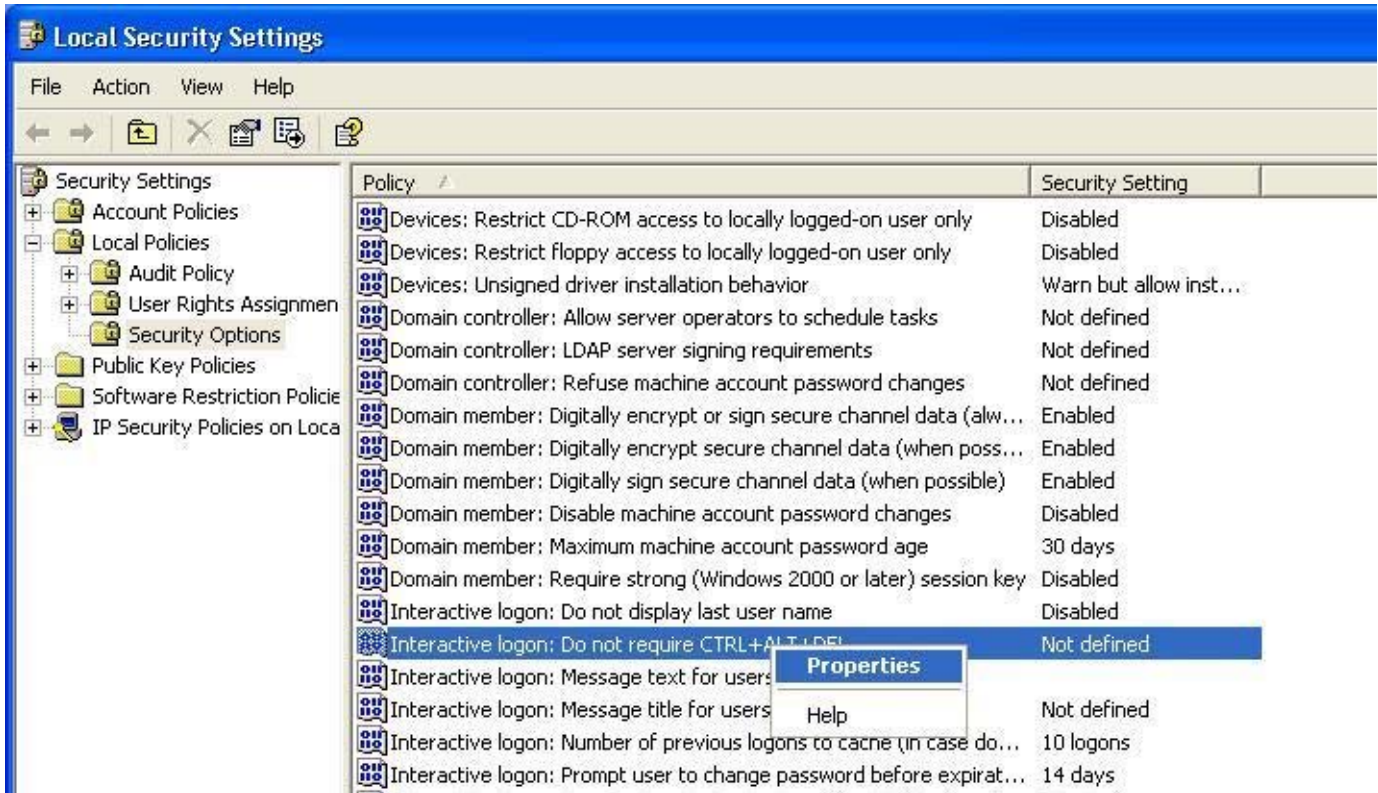 Local Security Settings
File Action View Help
Security Settings
Account Policies
Local Policies
Audit Policy
User Rights Assignmen
Security Options
Public Key Policies
Software Restriction Policie
IP Security Policies on Loca
Policy Security Setting
Devices: Restrict CD-ROM access to locally logged-on user only Disabled
Devices: Restrict floppy access to locally logged-on user only Disabled
Devices: Unsigned driver installation behavior Warn but allow inst...
Domain controller: Allow server operators to schedule tasks Not defined
Domain controller: LDAP server signing requirements Not defined
Domain controller: Refuse machine account password changes Not defined
Domain member: Digitally encrypt or sign secure channel data (alw... Enabled
Domain member: Digitally encrypt secure channel data (when poss... Enabled
Domain member: Digitally sign secure channel data (when possible) Enabled
Domain member: Disable machine account password changes Disabled
Domain member: Maximum machine account password age 30 days
Domain member: Require strong (Windows 2000 or later) session key Disabled
Interactive logon: Do not display last user name Disabled
Interactive logon: Do not require CTRL+ALT+DEL Not defined
Interactive logon: Message text for users
Interactive logon: Message title for users Not defined
Interactive logon: Number of previous logons to cache (in case do... 10 logons
Interactive logon: Prompt user to change password before expirat... 14 days
Properties
Help